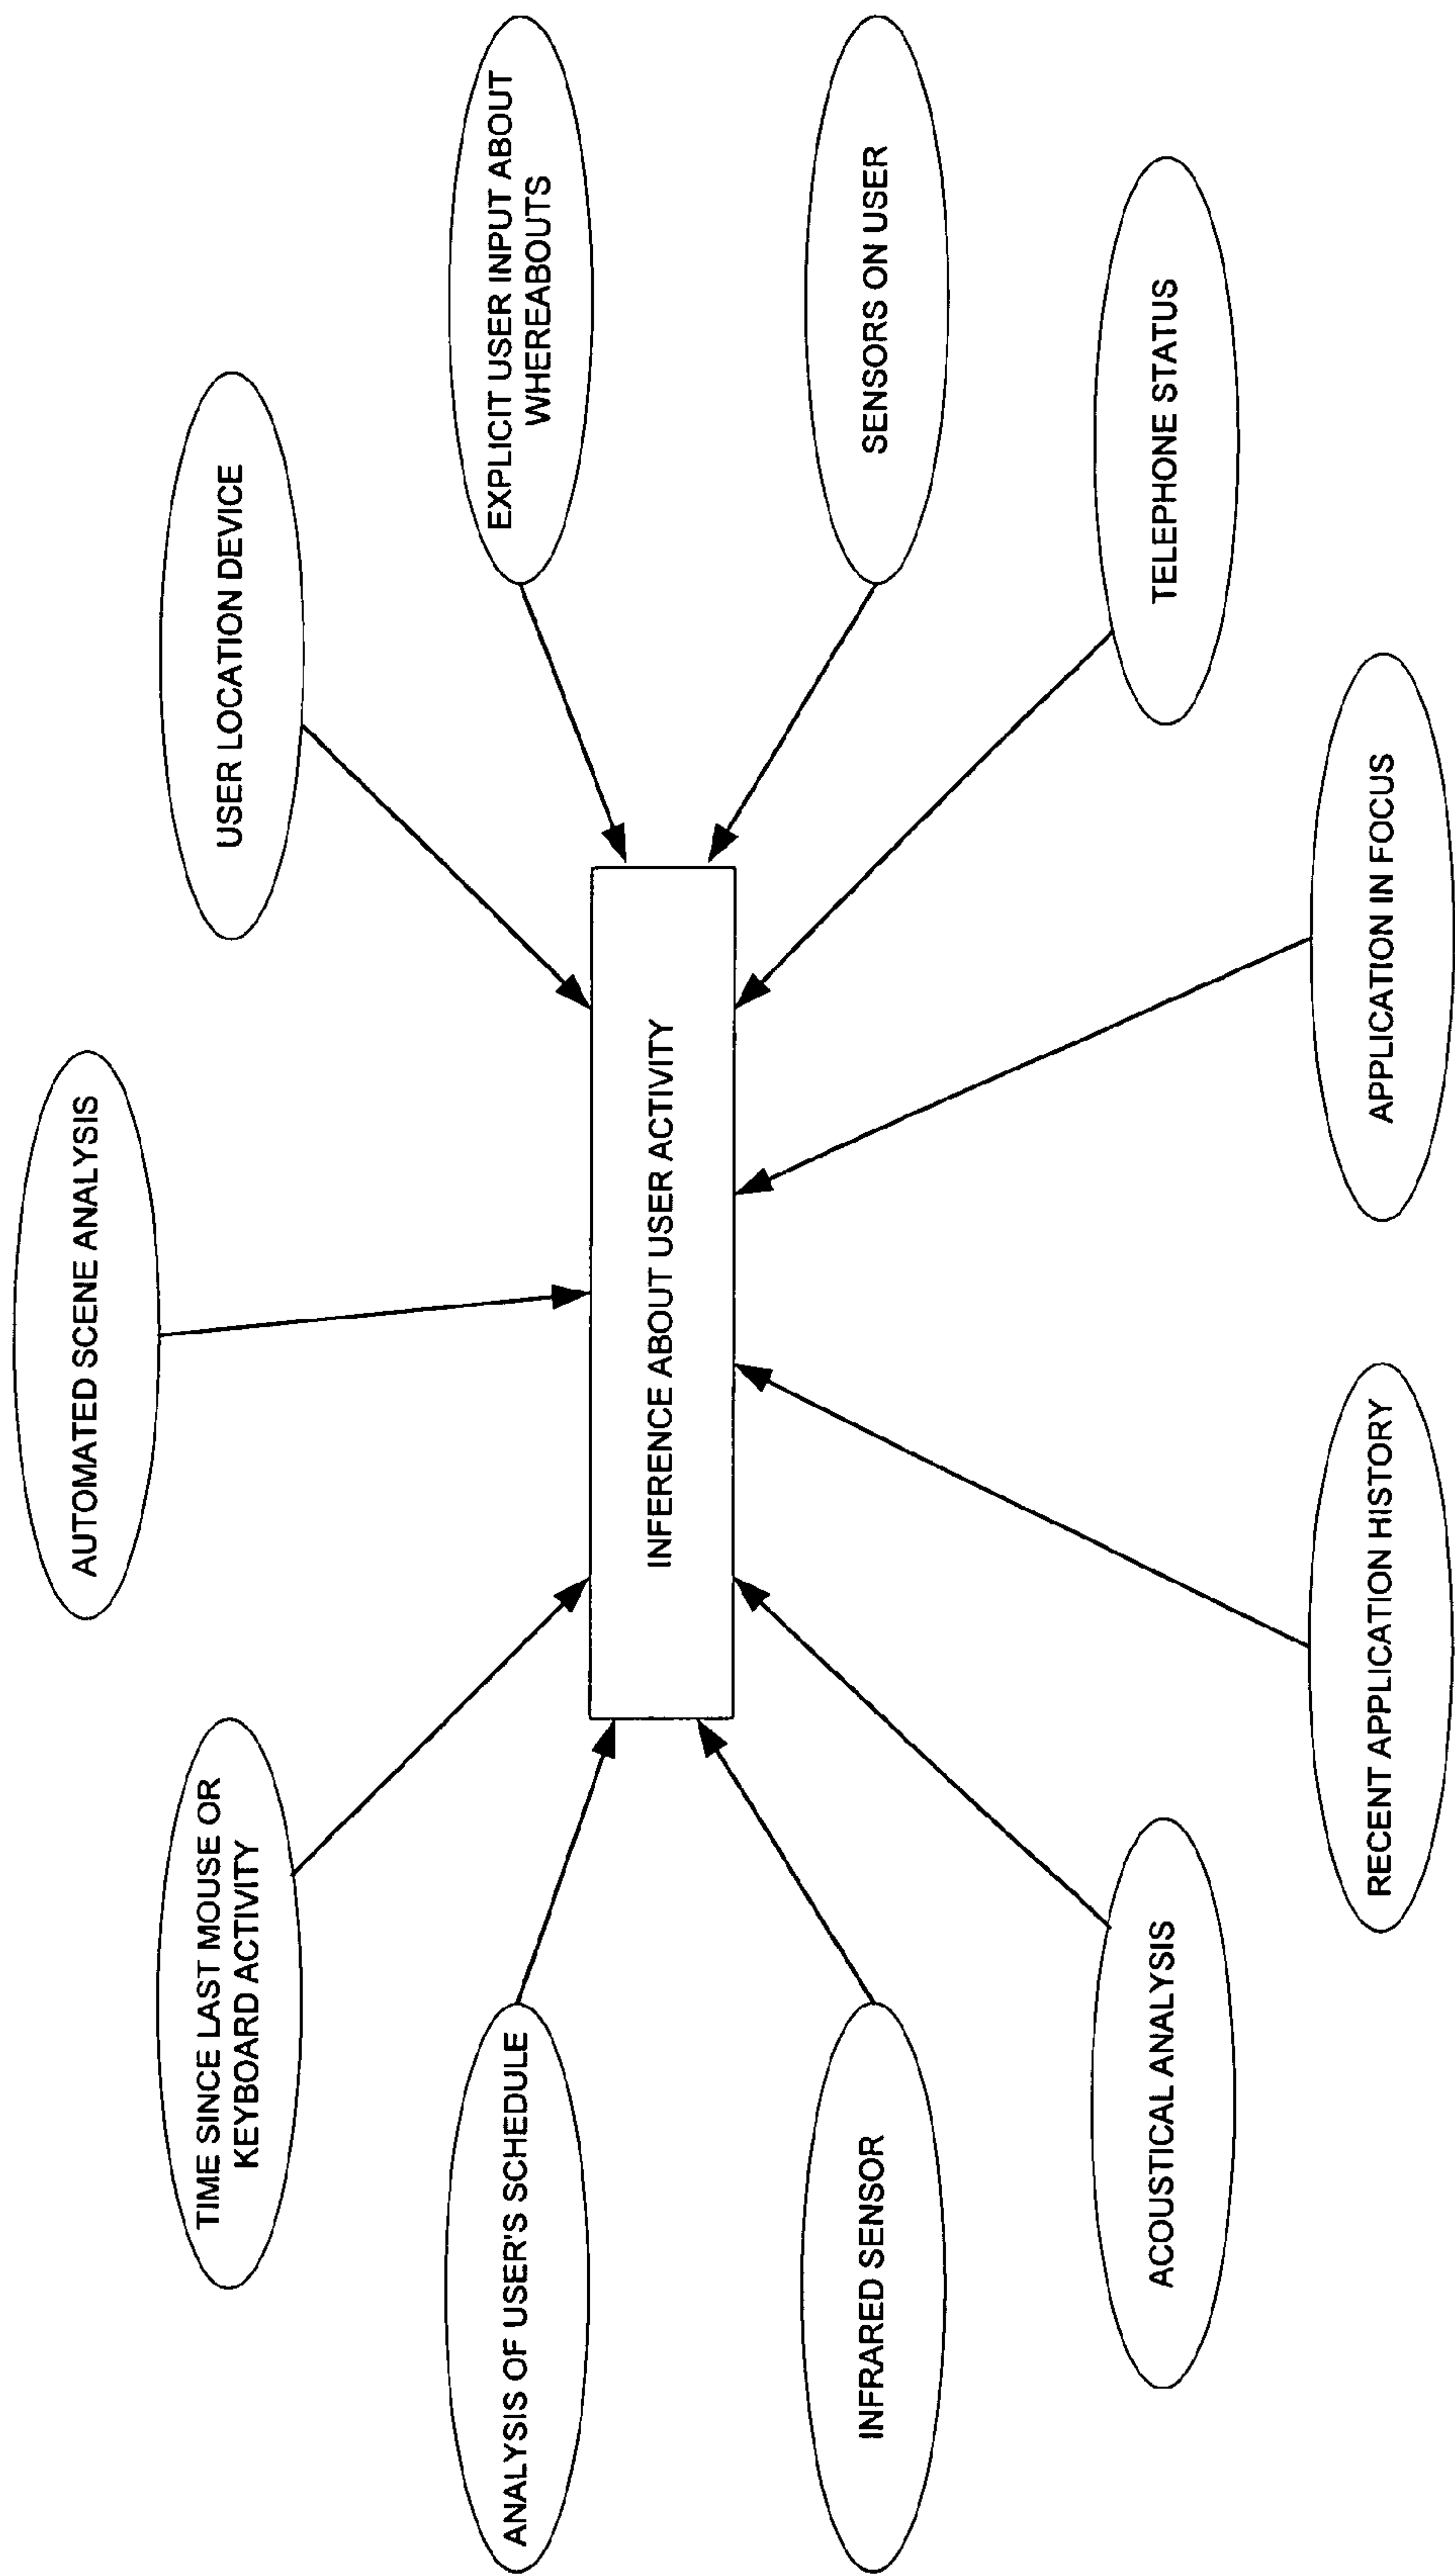 AUTOMATED SCENE ANALYSIS
TIME SINCE LAST MOUSE OR
KEYBOARD ACTIVITY
USER LOCATION DEVICE
ANALYSIS OF USER'S SCHEDULE
EXPLICIT USER INPUT ABOUT
WHEREABOUTS
INFERENCE ABOUT USER ACTIVITY
INFRARED SENSOR
SENSORS ON USER
ACOUSTICAL ANALYSIS
TELEPHONE STATUS
RECENT APPLICATION HISTORY
APPLICATION IN FOCUS